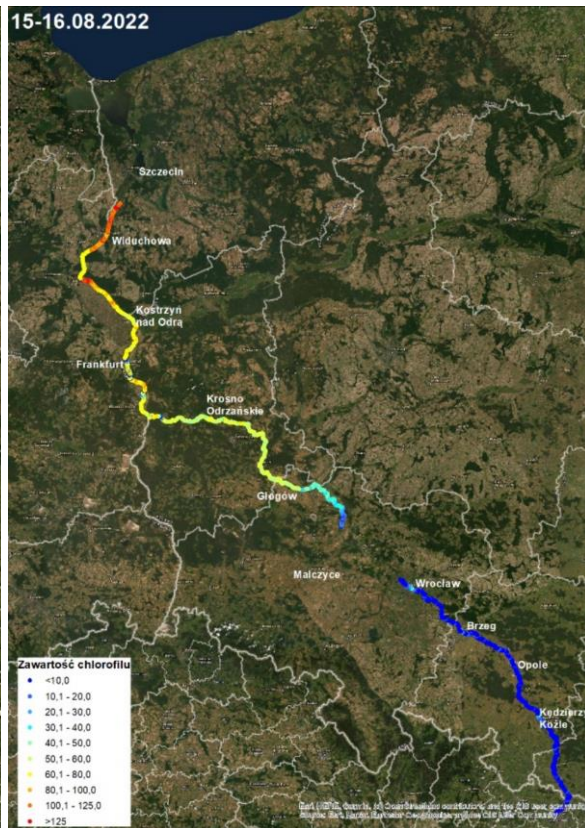 15-16.08.2022
Szczecin
Widuchowa
Kostrzyn
nad Odrą
Frankfurt
Krosno
Odrzańskie
Głogów
Malczyce
Wrocław
Brzeg
Opole
Kędzierzy
Koźle
Zawartość chlorofilu
<10,0
10,1 - 20,0
20,1 - 30,0
30,1 - 40,0
40,1 - 50,0
50,1 - 60,0
60,1 - 80,0
80,1 - 100,0
100,1 - 125,0
>125